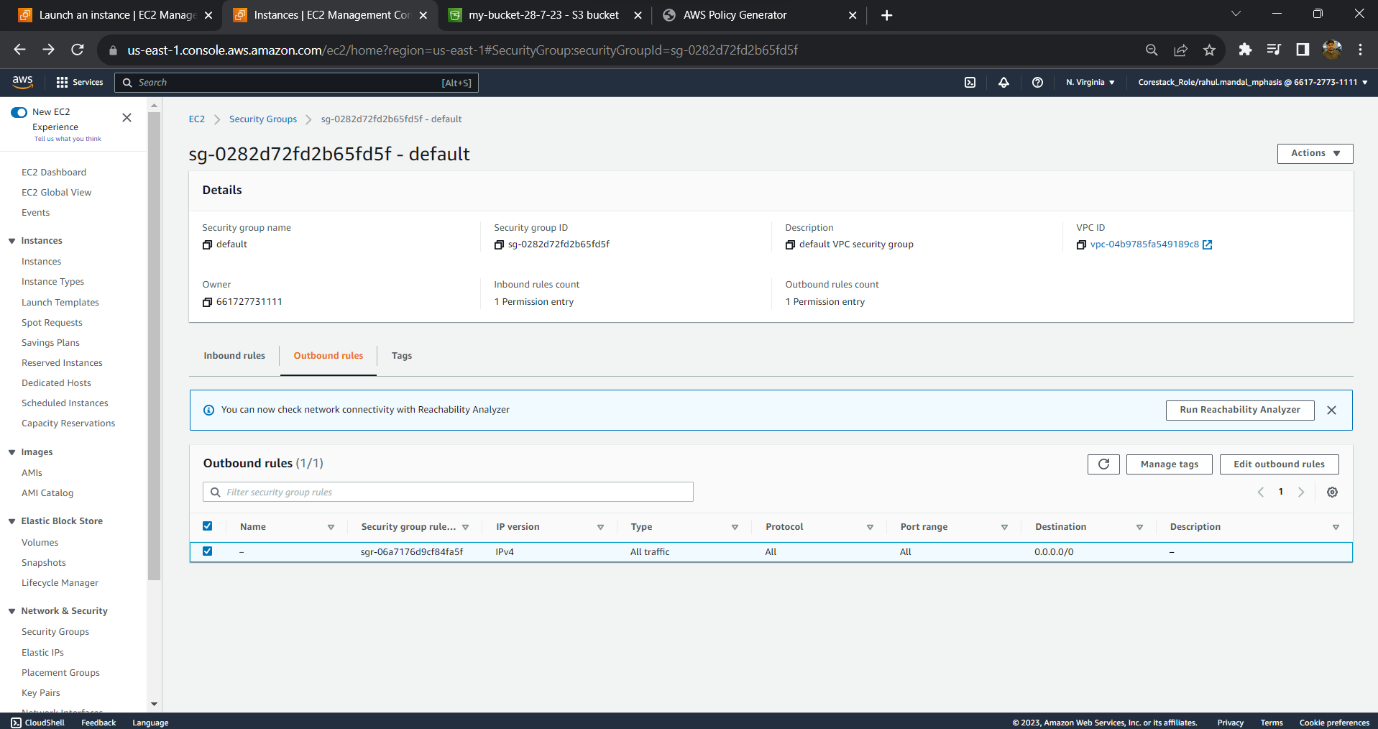 Launch an instance | EC2 Manage
Instances | EC2 Management Con
my-bucket-28-7-23 - S3 bucket
AWS Policy Generator
us-east-1.console.aws.amazon.com/ec2/home?region=us-east-1#SecurityGroup:securityGroupId=sg-0282d72fd2b65fd5f
aws
Services
Search
[Alt+S]
N. Virginia
Corestack_Role/rahul.mandal_mphasis @ 6617-2773-1111
New EC2
Experience
Tell us what you think
EC2 Dashboard
EC2 Global View
Events
Instances
Instances
Instance Types
Launch Templates
Spot Requests
Savings Plans
Reserved Instances
Dedicated Hosts
Scheduled Instances
Capacity Reservations
Images
AMIs
AMI Catalog
Elastic Block Store
Volumes
Snapshots
Lifecycle Manager
Network & Security
Security Groups
Elastic IPs
Placement Groups
Key Pairs
Network Interfaces
EC2
Security Groups
sg-0282d72fd2b65fd5f - default
sg-0282d72fd2b65fd5f - default
Actions
Details
Security group name
default
Security group ID
sg-0282d72fd2b65fd5f
Description
default VPC security group
VPC ID
vpc-04b9785fa549189c8
Owner
661727731111
Inbound rules count
1 Permission entry
Outbound rules count
1 Permission entry
Inbound rules
Outbound rules
Tags
You can now check network connectivity with Reachability Analyzer
Run Reachability Analyzer
Outbound rules (1/1)
Manage tags
Edit outbound rules
Filter security group rules
1
Name
Security group rule...
IP version
Type
Protocol
Port range
Destination
Description
–
sgr-06a7176d9cf84fa5f
IPv4
All traffic
All
All
0.0.0.0/0
–
CloudShell
Feedback
Language
© 2023, Amazon Web Services, Inc. or its affiliates.
Privacy
Terms
Cookie preferences